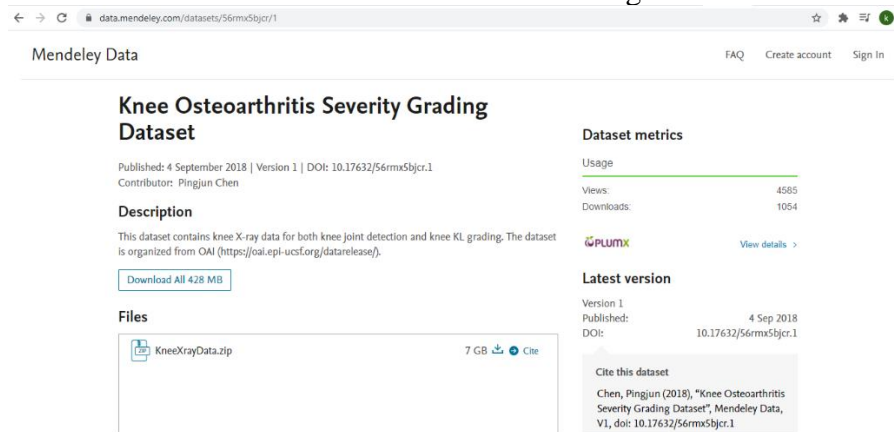 data.mendeley.com/datasets/56rmx5bjcr/1
k
Mendeley Data
FAQ Create account Sign In
Knee Osteoarthritis Severity Grading
Dataset
Published: 4 September 2018 | Version 1 | DOI: 10.17632/56rmx5bjcr.1
Contributor: Pingjun Chen
Description
This dataset contains knee X-ray data for both knee joint detection and knee KL grading. The dataset
is organized from OAI (https://oai.epi-ucsf.org/datarelease/).
Download All 428 MB
Files
ZIP KneeXrayData.zip 7 GB Cite
Dataset metrics
Usage
Views: 4585
Downloads: 1054
PLUMX View details >
Latest version
Version 1
Published: 4 Sep 2018
DOI: 10.17632/56rmx5bjcr.1
Cite this dataset
Chen, Pingjun (2018), “Knee Osteoarthritis
Severity Grading Dataset”, Mendeley Data,
V1, doi: 10.17632/56rmx5bjcr.1